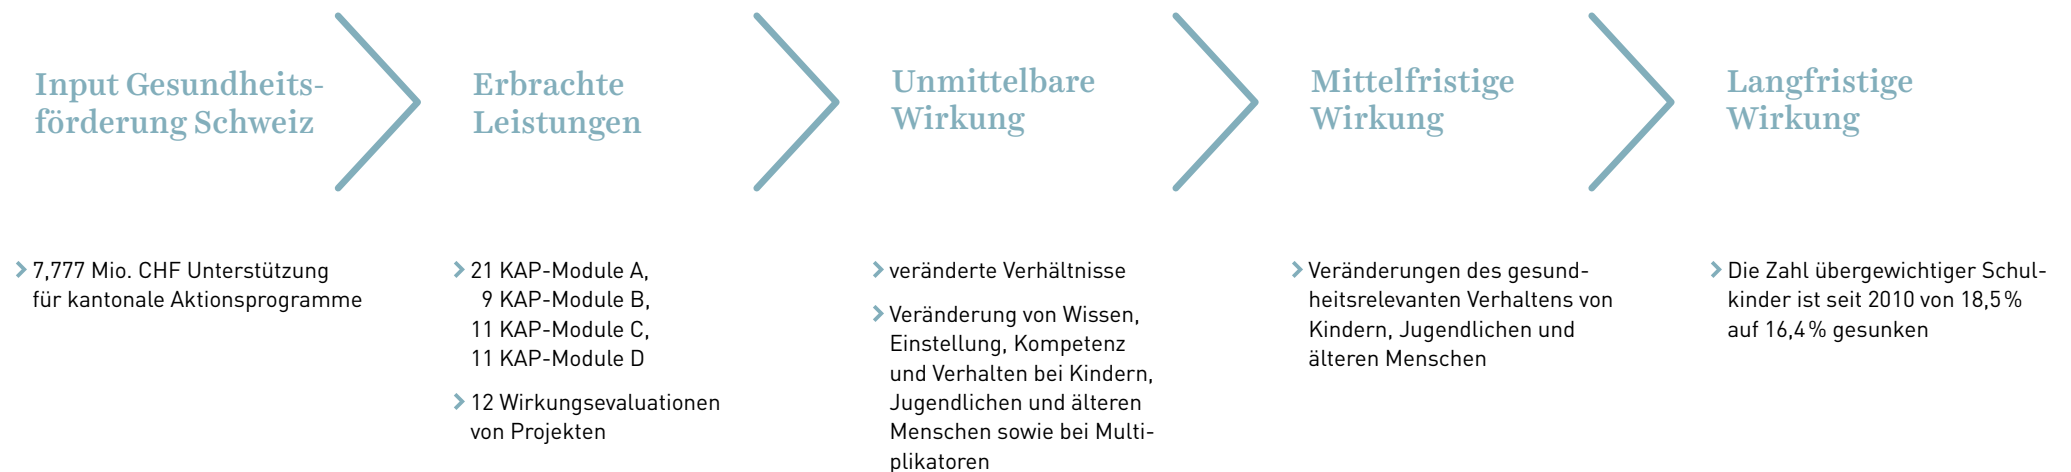 Input Gesundheits-
förderung Schweiz
7,777 Mio. CHF Unterstützung
für kantonale Aktionsprogramme
Erbrachte
Leistungen
21 KAP-Module A,
9 KAP-Module B,
11 KAP-Module C,
11 KAP-Module D
12 Wirkungsevaluationen
von Projekten
Unmittelbare
Wirkung
veränderte Verhältnisse
Veränderung von Wissen,
Einstellung, Kompetenz
und Verhalten bei Kindern,
Jugendlichen und älteren
Menschen sowie bei Multi-
plikatoren
Mittelfristige
Wirkung
Veränderungen des gesund-
heitsrelevanten Verhaltens von
Kindern, Jugendlichen und
älteren Menschen
Langfristige
Wirkung
Die Zahl übergewichtiger Schul-
kinder ist seit 2010 von 18,5 %
auf 16,4 % gesunken